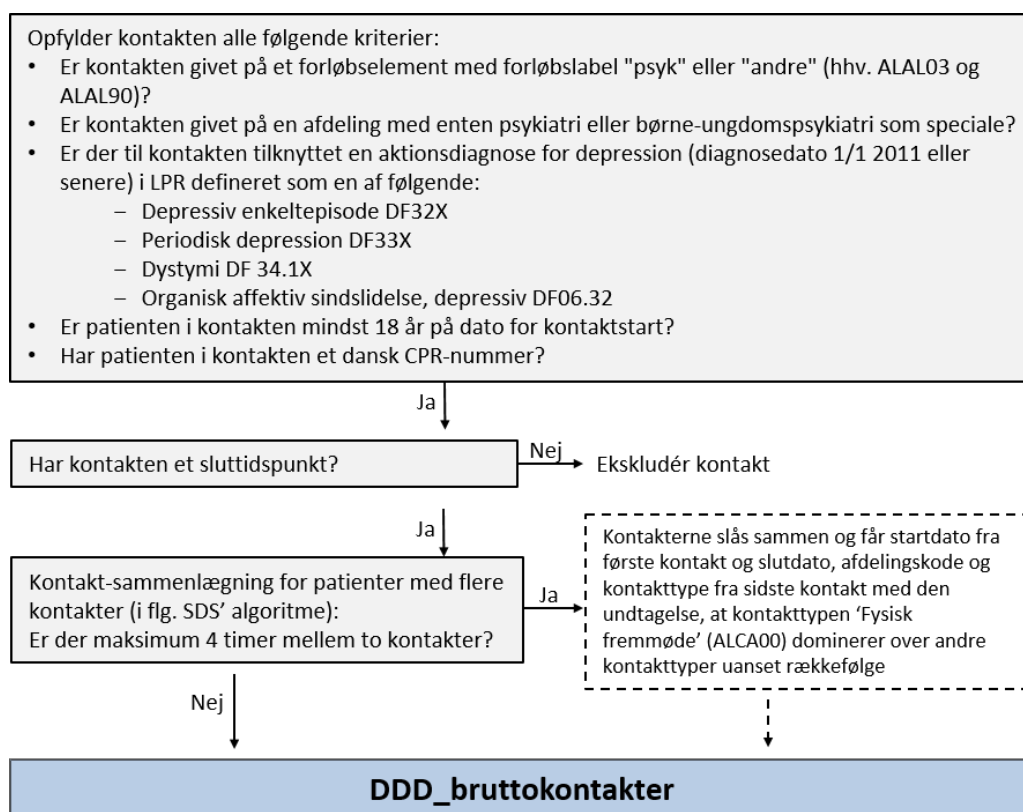 Opfylder kontakten alle følgende kriterier:
• Er kontakten givet på et forløbselement med forløbslabel "psyk" eller "andre" (hhv. ALAL03 og
ALAL90)?
• Er kontakten givet på en afdeling med enten psykiatri eller børne-ungdomspsykiatri som speciale?
• Er der til kontakten tilknyttet en aktionsdiagnose for depression (diagnosedato 1/1 2011 eller
senere) i LPR defineret som en af følgende:
– Depressiv enkeltepisode DF32X
– Periodisk depression DF33X
– Dystymi DF 34.1X
– Organisk affektiv sindslidelse, depressiv DF06.32
• Er patienten i kontakten mindst 18 år på dato for kontaktstart?
• Har patienten i kontakten et dansk CPR-nummer?
Ja
Har kontakten et sluttidspunkt?
Nej
Ekskludér kontakt
Ja
Kontakt-sammenlægning for patienter med flere
kontakter (i flg. SDS' algoritme):
Er der maksimum 4 timer mellem to kontakter?
Ja
Kontakterne slås sammen og får startdato fra
første kontakt og slutdato, afdelingskode og
kontakttype fra sidste kontakt med den
undtagelse, at kontakttypen 'Fysisk
fremmøde' (ALCA00) dominerer over andre
kontakttyper uanset rækkefølge
Nej
DDD_bruttokontakter